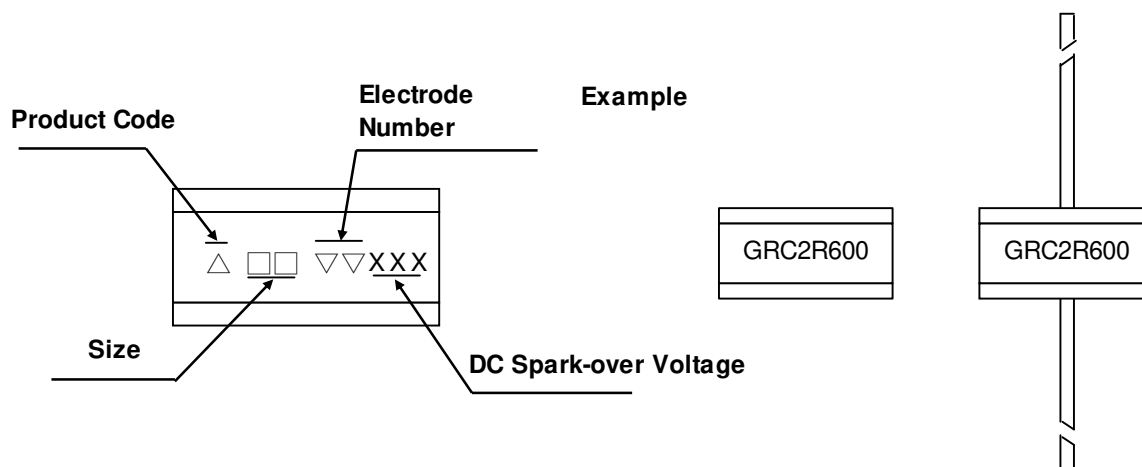 Product Code
Electrode
Number
Example
△ □□ ▽▽XXX
Size
DC Spark-over Voltage
GRC2R600
GRC2R600